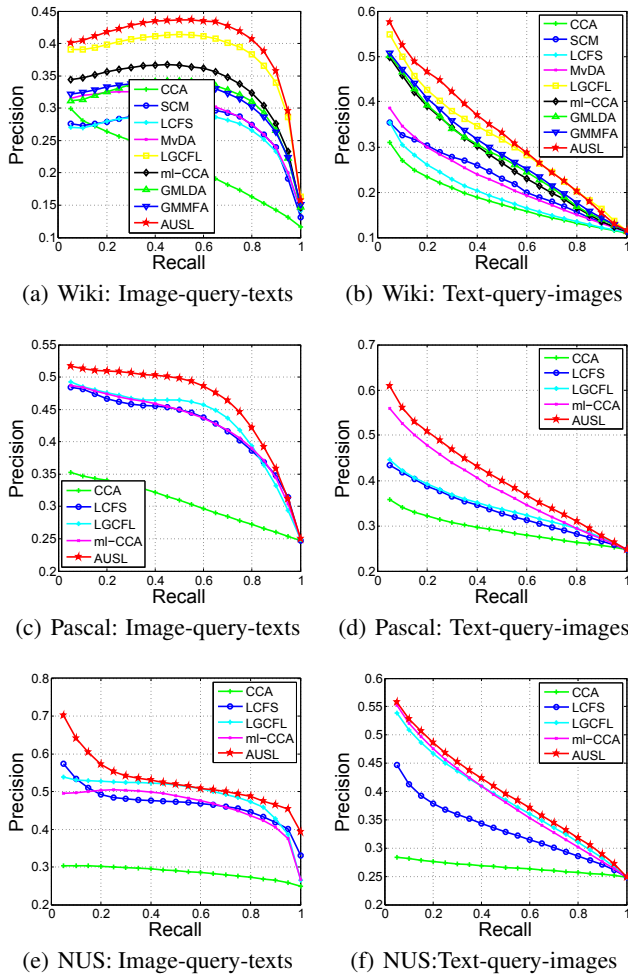 0.45
0.4
0.35
0.3
0.25
0.2
0.15
0.1
0 0.2 0.4 0.6 0.8 1
Precision
Recall
CCA
SCM
LCFS
MvDA
LGCFL
ml-CCA
GMLDA
GMMFA
AUSL
(a) Wiki: Image-query-texts
0.6
0.5
0.4
0.3
0.2
0.1
0 0.2 0.4 0.6 0.8 1
Precision
Recall
CCA
SCM
LCFS
MvDA
LGCFL
ml-CCA
GMLDA
GMMFA
AUSL
(b) Wiki: Text-query-images
0.55
0.5
0.45
0.4
0.35
0.3
0.25
0.2
0 0.2 0.4 0.6 0.8 1
Precision
Recall
CCA
LCFS
LGCFL
ml-CCA
AUSL
(c) Pascal: Image-query-texts
0.7
0.6
0.5
0.4
0.3
0.2
0 0.2 0.4 0.6 0.8 1
Precision
Recall
CCA
LCFS
LGCFL
ml-CCA
AUSL
(d) Pascal: Text-query-images
0.8
0.7
0.6
0.5
0.4
0.3
0.2
0 0.2 0.4 0.6 0.8 1
Precision
Recall
CCA
LCFS
LGCFL
ml-CCA
AUSL
(e) NUS: Image-query-texts
0.6
0.55
0.5
0.45
0.4
0.35
0.3
0.25
0.2
0 0.2 0.4 0.6 0.8 1
Precision
Recall
CCA
LCFS
LGCFL
ml-CCA
AUSL
(f) NUS:Text-query-images